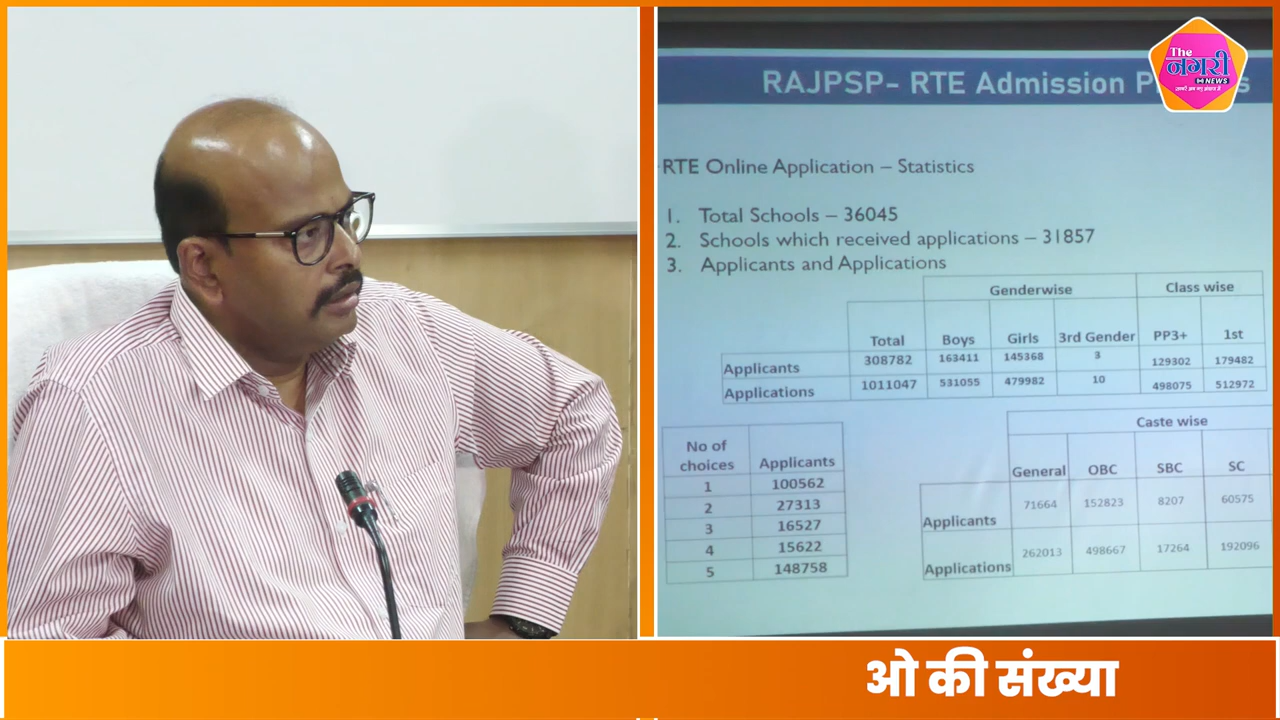 The
नगरी
NEWS
RAJPSP- RTE Admission P s
RTE Online Application – Statistics
1. Total Schools – 36045
2. Schools which received applications – 31857
3. Applicants and Applications
Genderwise Class wise
Total Boys Girls 3rd Gender PP3+ 1st
Applicants 308782 163411 145368 3 129302 179482
Applications 1011047 531055 479982 10 498075 512972
No of choices Applicants
1 100562
2 27313
3 16527
4 15622
5 148758
Caste wise
General OBC SBC SC
Applicants 71664 152823 8207 60575
Applications 262013 498667 17264 192096
ओ की संख्या